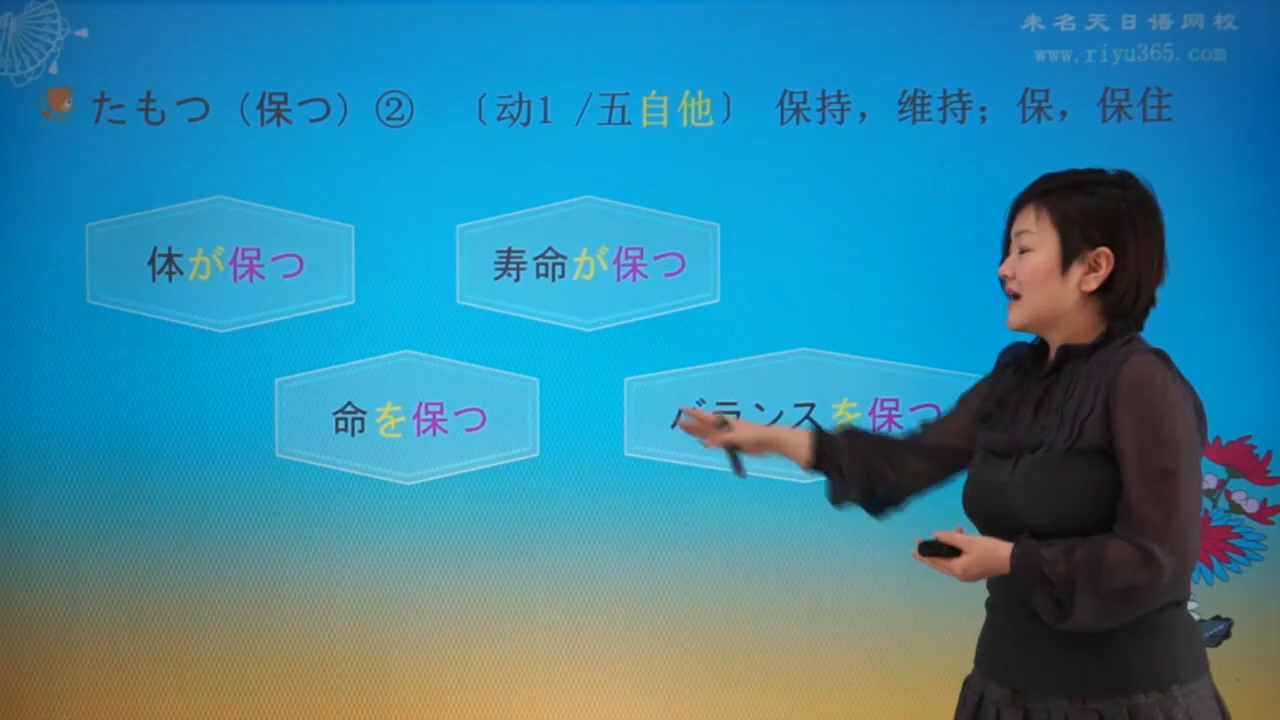 未名天日语网校
www.riyu365.com
たもつ（保つ）② 〔动1 /五自他〕 保持，维持；保，保住
体が保つ
寿命が保つ
命を保つ
バランスを保つ